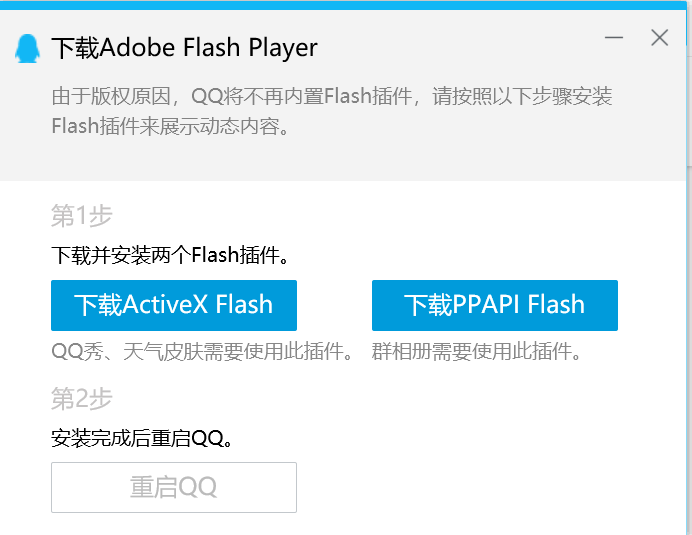 下载Adobe Flash Player
由于版权原因，QQ将不再内置Flash插件，请按照以下步骤安装
Flash插件来展示动态内容。
第1步
下载并安装两个Flash插件。
下载ActiveX Flash
下载PPAPI Flash
QQ秀、天气皮肤需要使用此插件。
群相册需要使用此插件。
第2步
安装完成后重启QQ。
重启QQ